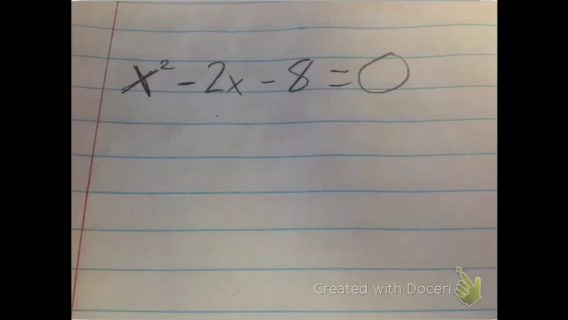 x² - 2x - 8 = 0
Created with Doceri